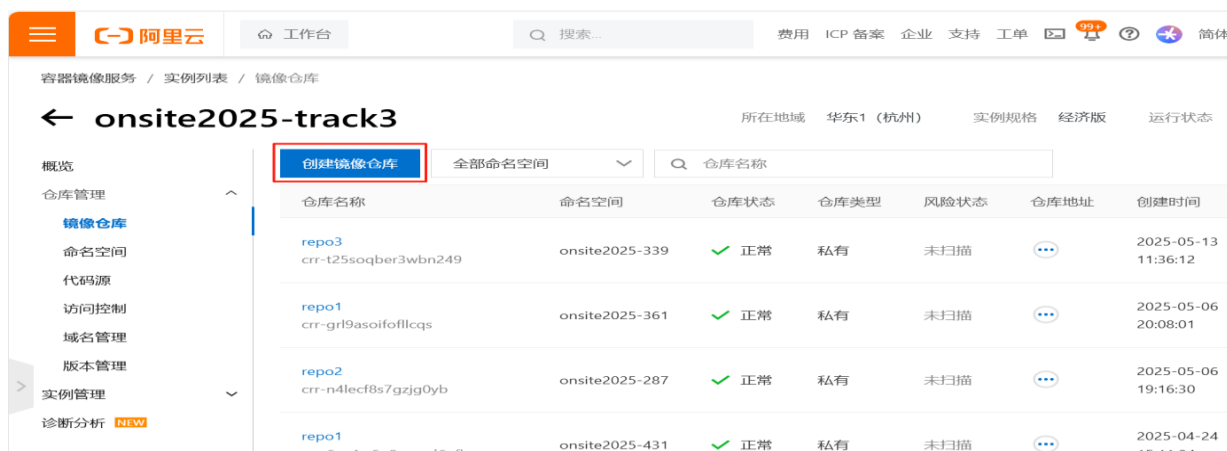 阿里云 工作台 搜索... 费用 ICP 备案 企业 支持 工单 99+ 简体
容器镜像服务 / 实例列表 / 镜像仓库
← onsite2025-track3 所在地域 华东1 (杭州) 实例规格 经济版 运行状态
概览
仓库管理
镜像仓库
命名空间
代码源
访问控制
域名管理
版本管理
实例管理
诊断分析 NEW
创建镜像仓库 全部命名空间 仓库名称
仓库名称 命名空间 仓库状态 仓库类型 风险状态 仓库地址 创建时间
repo3 onsite2025-339 正常 私有 未扫描 2025-05-13
crr-t25soqber3wbn249 11:36:12
repo1 onsite2025-361 正常 私有 未扫描 2025-05-06
crr-grl9asoifofllcqs 20:08:01
repo2 onsite2025-287 正常 私有 未扫描 2025-05-06
crr-n4lecf8s7gzjg0yb 19:16:30
repo1 onsite2025-431 正常 私有 未扫描 2025-04-24